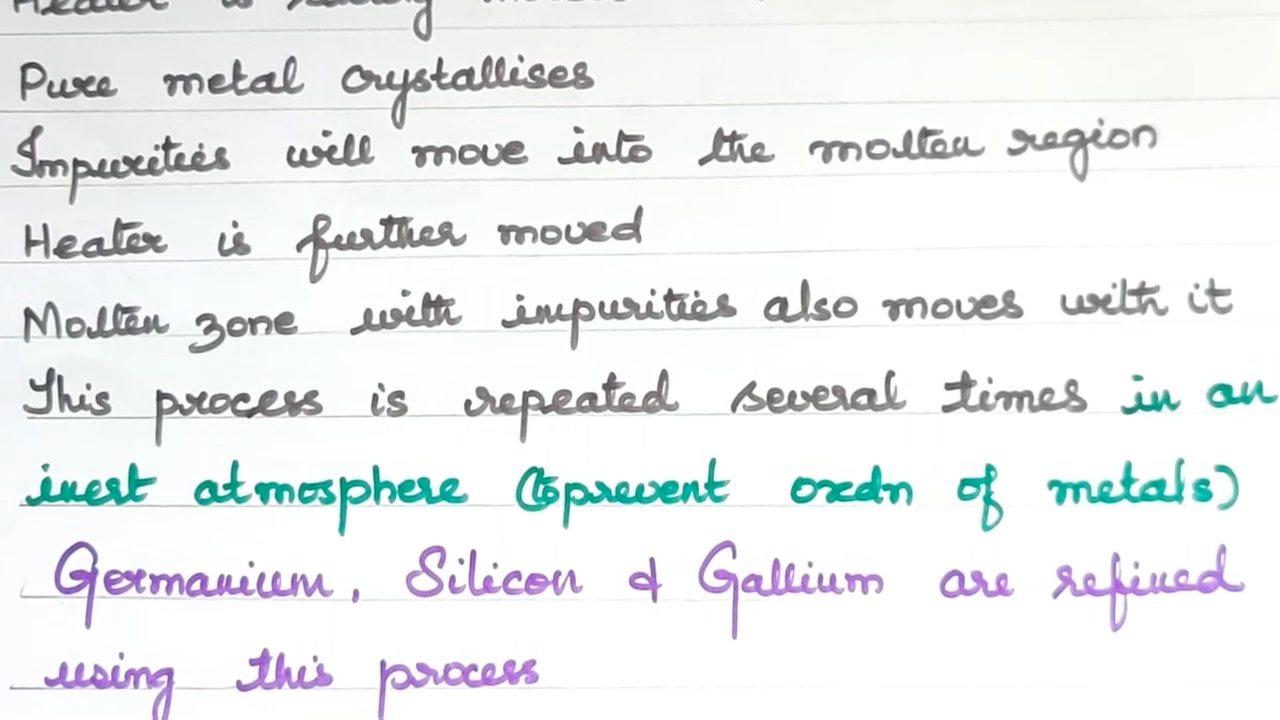 Heater is
Pure metal crystallises
Impurities will move into the molten region
Heater is further moved
Molten zone with impurities also moves with it
This process is repeated several times in an
inert atmosphere (to prevent oxdn of metals)
Germanium, Silicon & Gallium are refined
using this process